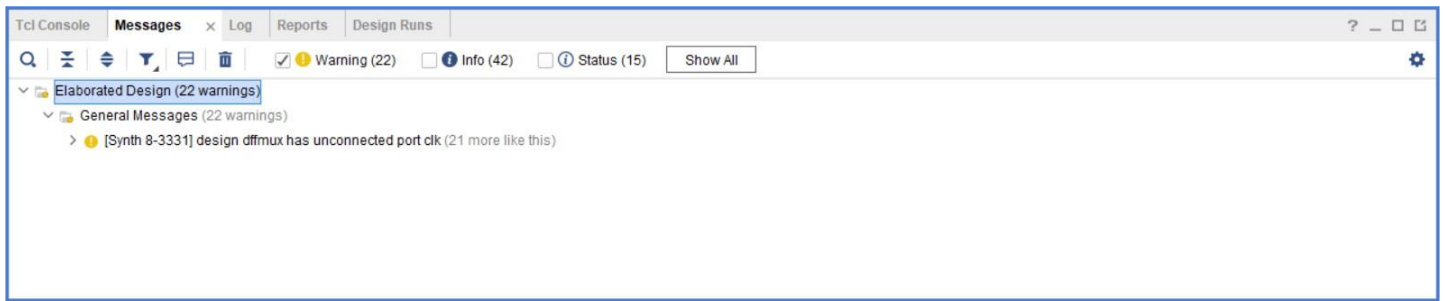 Tcl Console Messages × Log Reports Design Runs ? _
Warning (22) Info (42) Status (15) Show All
Elaborated Design (22 warnings)
General Messages (22 warnings)
[Synth 8-3331] design dffmux has unconnected port clk (21 more like this)